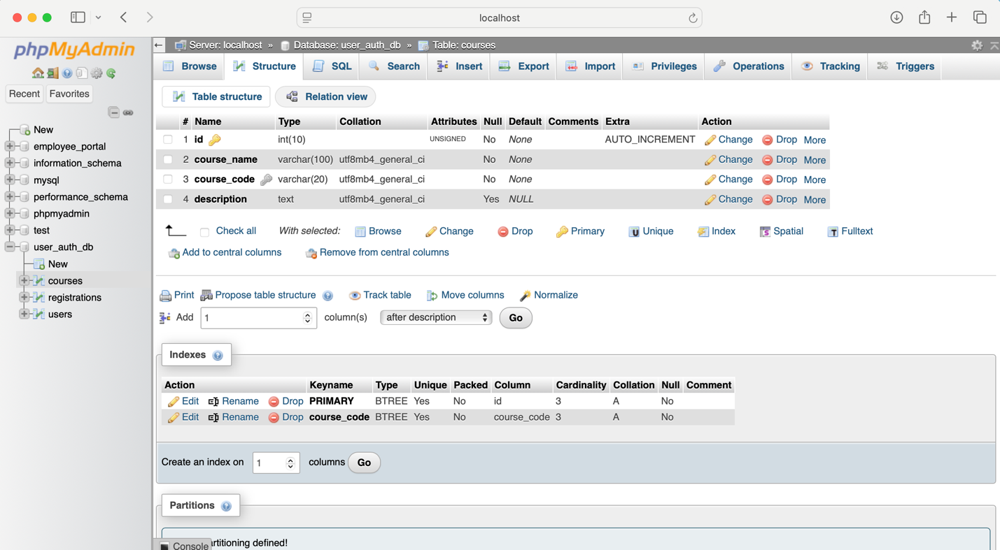 localhost
phpMyAdmin
Recent Favorites
New
employee_portal
information_schema
mysql
performance_schema
phpmyadmin
test
user_auth_db
New
courses
registrations
users
Server: localhost » Database: user_auth_db » Table: courses
Browse Structure SQL Search Insert Export Import Privileges Operations Tracking Triggers
Table structure Relation view
# Name Type Collation Attributes Null Default Comments Extra Action
1 id int(10) UNSIGNED No None AUTO_INCREMENT Change Drop More
2 course_name varchar(100) utf8mb4_general_ci No None Change Drop More
3 course_code varchar(20) utf8mb4_general_ci No None Change Drop More
4 description text utf8mb4_general_ci Yes NULL Change Drop More
Check all With selected: Browse Change Drop Primary Unique Index Spatial Fulltext
Add to central columns Remove from central columns
Print Propose table structure Track table Move columns Normalize
Add 1 column(s) after description Go
Indexes
Action Keyname Type Unique Packed Column Cardinality Collation Null Comment
Edit Rename Drop PRIMARY BTREE Yes No id 3 A No
Edit Rename Drop course_code BTREE Yes No course_code 3 A No
Create an index on 1 columns Go
Partitions
artitioning defined!
Console